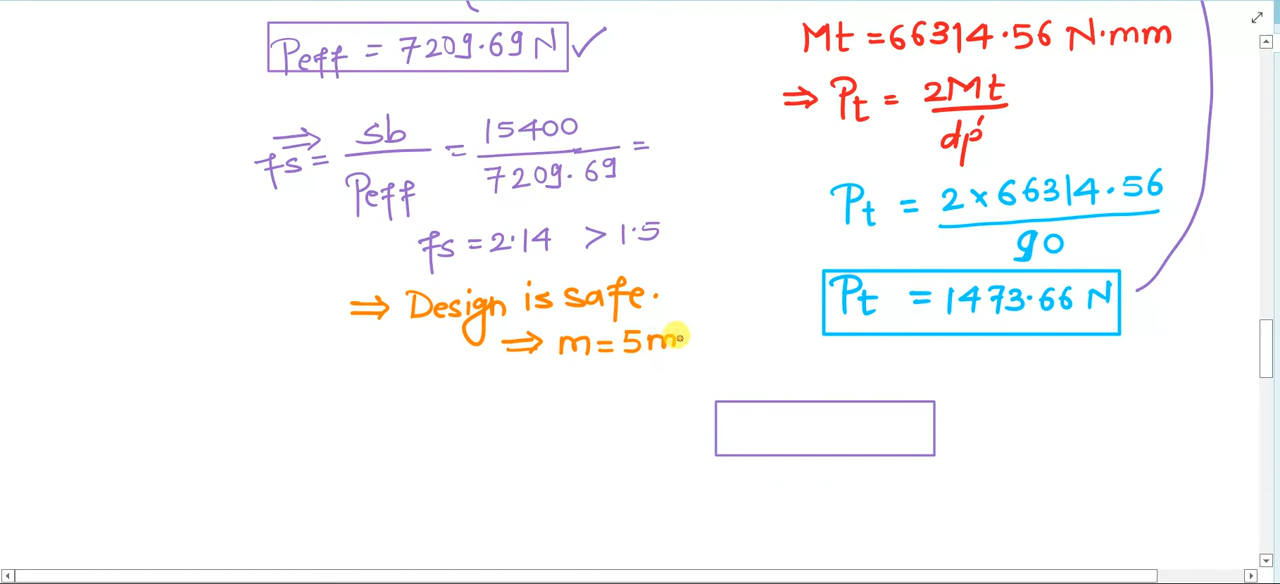 Peff = 7209.69 N ✓
⇒ fs = sb / Peff = 15400 / 7209.69 =
fs = 2.14 > 1.5
⇒ Design is safe.
⇒ m = 5m
Mt = 66314.56 N.mm
⇒ Pt = 2Mt / dp'
Pt = 2 × 66314.56 / 90
Pt = 1473.66 N